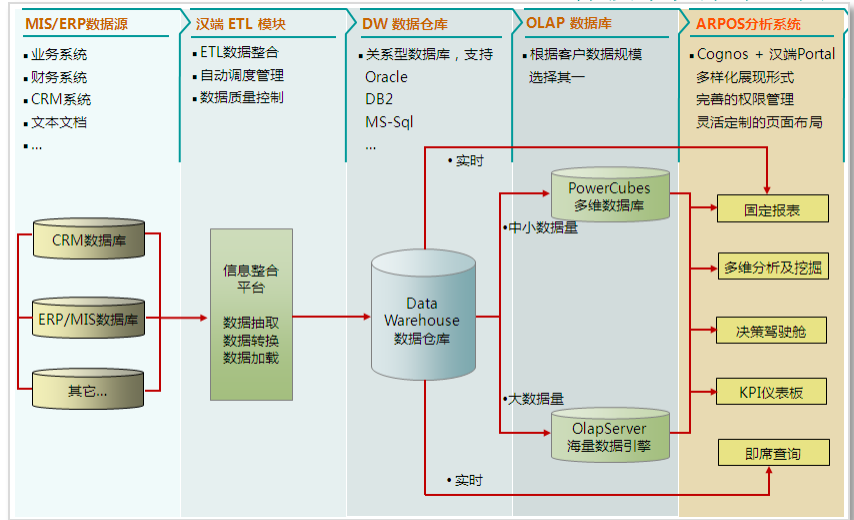 MIS/ERP数据源
▪业务系统
▪财务系统
▪CRM系统
▪文本文档
▪...
汉端 ETL 模块
▪ETL数据整合
▪自动调度管理
▪数据质量控制
DW 数据仓库
▪关系型数据库，支持
Oracle
DB2
MS-Sql
...
OLAP 数据库
▪根据客户数据规模
选择其一
ARPOS分析系统
▪Cognos + 汉端Portal
多样化展现形式
完善的权限管理
灵活定制的页面布局
CRM数据库
ERP/MIS数据库
其它...
信息整合
平台
数据抽取
数据转换
数据加载
Data
Warehouse
数据仓库
•实时
•中小数据量
•大数据量
•实时
PowerCubes
多维数据库
OlapServer
海量数据引擎
固定报表
多维分析及挖掘
决策驾驶舱
KPI仪表板
即席查询